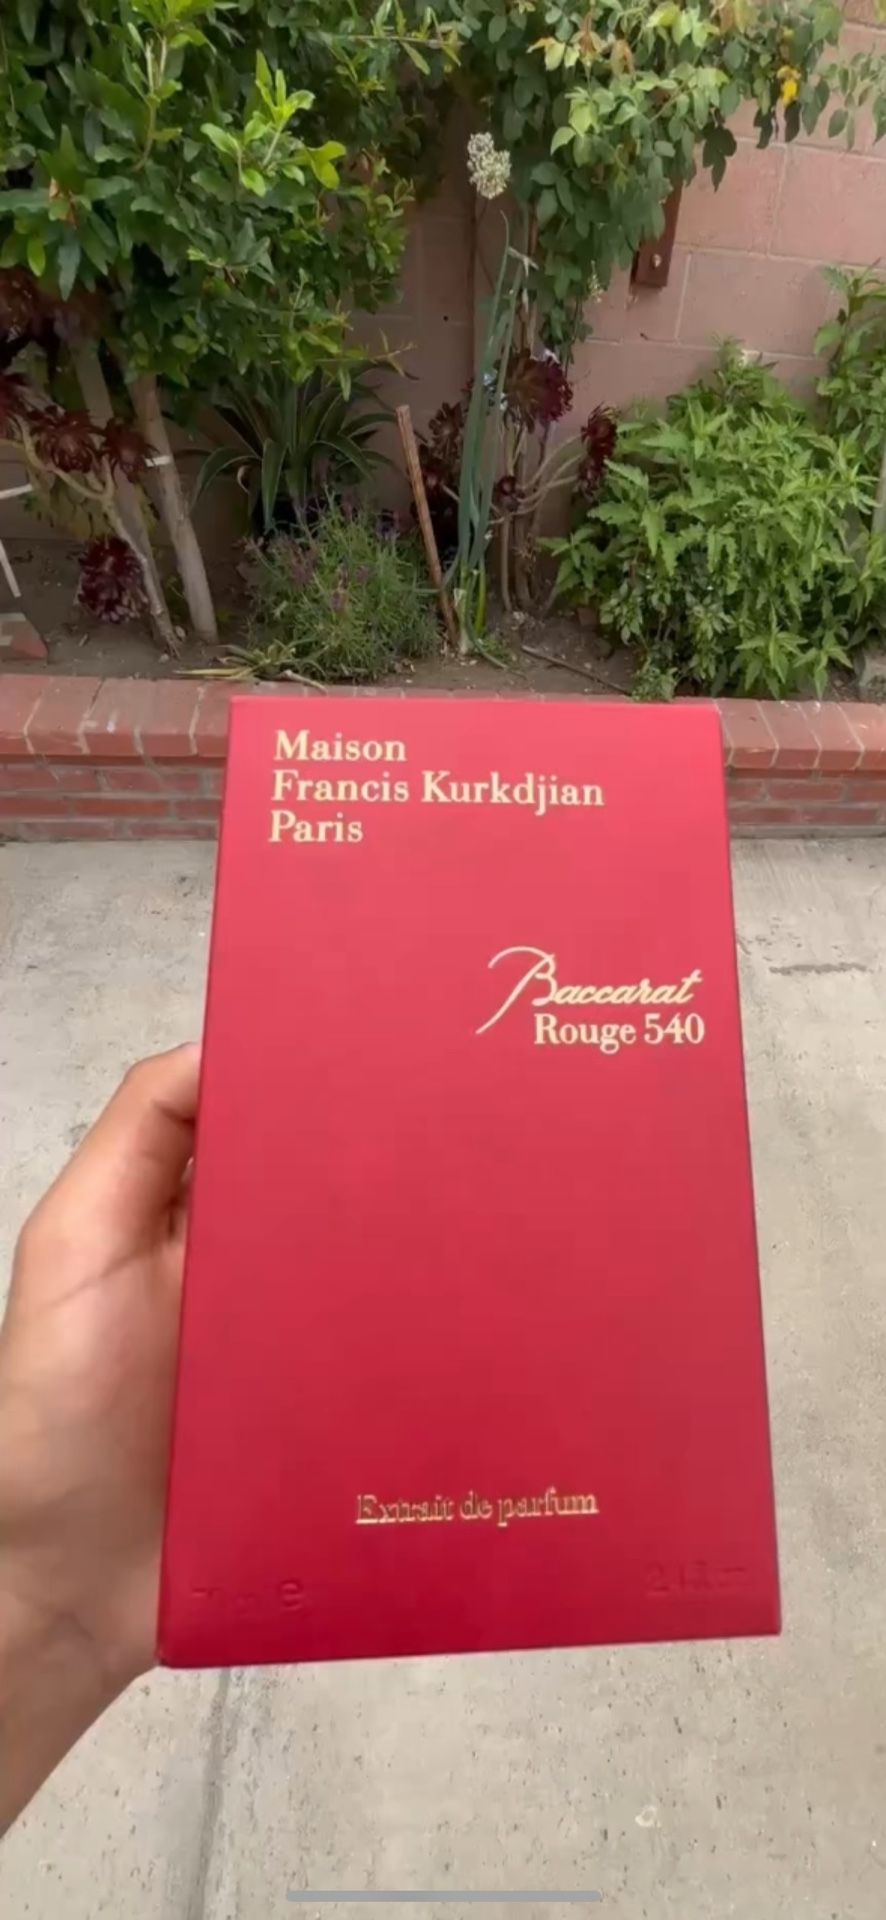 Maison
Francis Kurkdjian
Paris
Baccarat
Rouge 540
Extrait de parfum